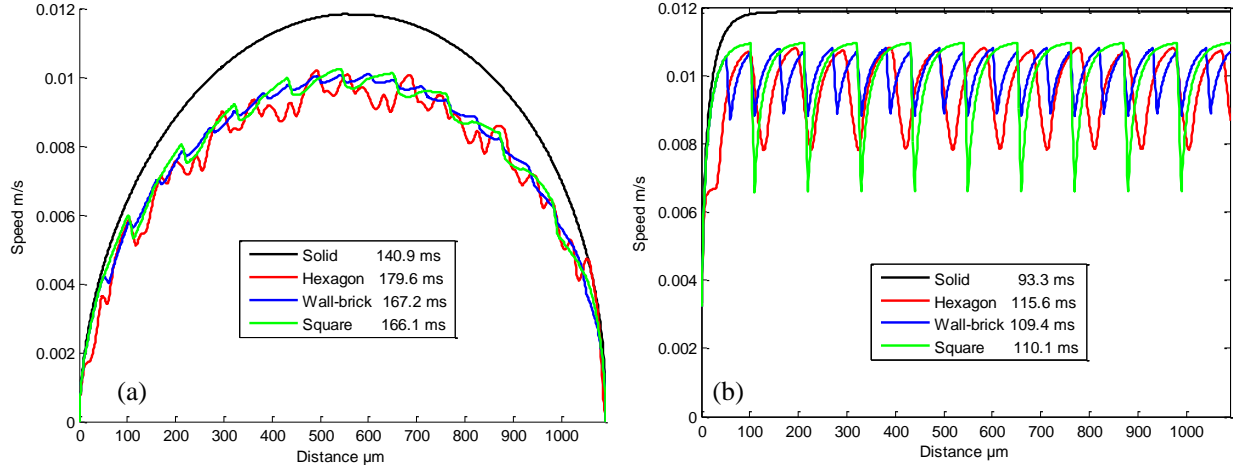 0.012
0.01
0.008
0.006
0.004
0.002
0
Speed m/s
Solid 140.9 ms
Hexagon 179.6 ms
Wall-brick 167.2 ms
Square 166.1 ms
(a)
0 100 200 300 400 500 600 700 800 900 1000
Distance µm
0.012
0.01
0.008
0.006
0.004
0.002
0
Speed m/s
Solid 93.3 ms
Hexagon 115.6 ms
Wall-brick 109.4 ms
Square 110.1 ms
(b)
0 100 200 300 400 500 600 700 800 900 1000
Distance µm